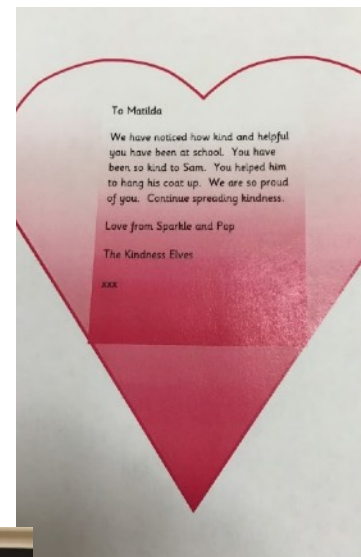 To Matilda
We have noticed how kind and helpful
you have been at school. You have
been so kind to Sam. You helped him
to hang his coat up. We are so proud
of you. Continue spreading kindness.
Love from Sparkle and Pop
The Kindness Elves
xxx